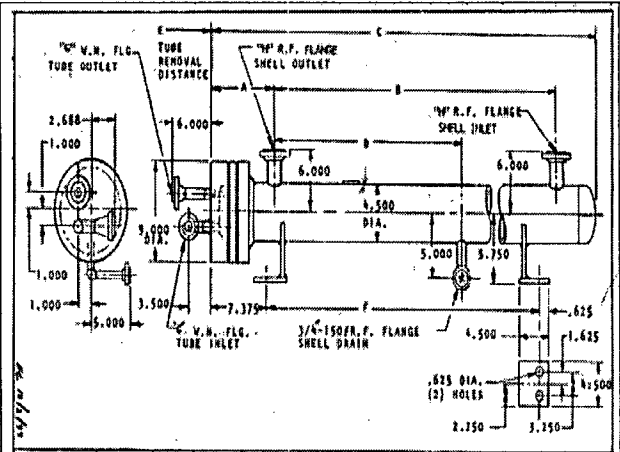 E
C
"G" W.N. FLG.
TUBE OUTLET
TUBE
REMOVAL
DISTANCE
"H" R.F. FLANGE
SHELL OUTLET
A
B
"H" R.F. FLANGE
SHELL INLET
2.688
1.000
6.000
D
6.000
6.000
9.000
DIA.
4.500
DIA.
5.000
5.750
1.000
1.000
5.000
3.500
7.375
F
.625
"G" W.N. FLG.
TUBE INLET
3/4-150# R.F. FLANGE
SHELL DRAIN
4.500
1.625
.625 DIA.
(2) HOLES
4.500
2.250
3.250